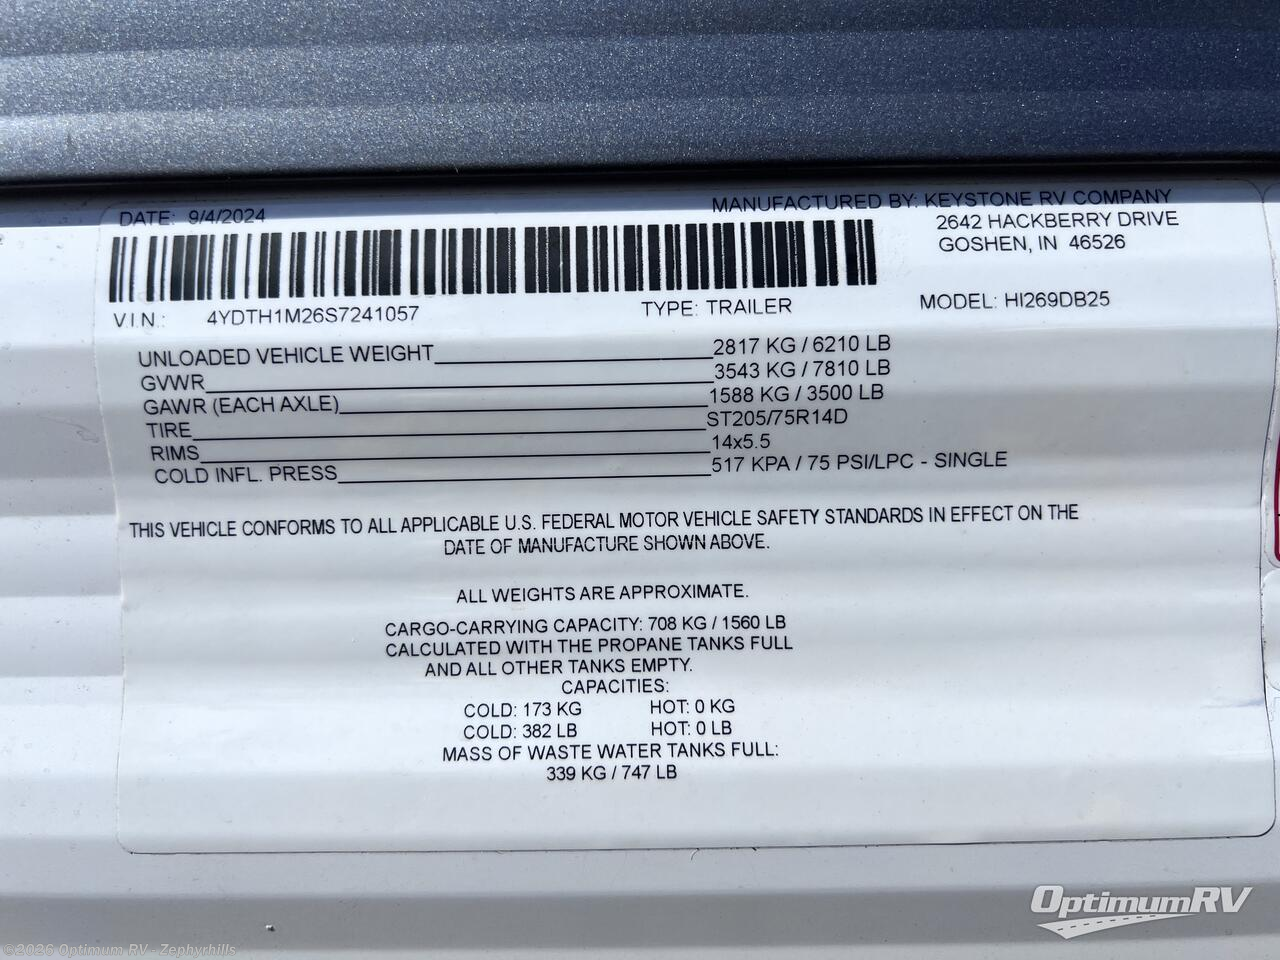 DATE: 9/4/2024 MANUFACTURED BY: KEYSTONE RV COMPANY
2642 HACKBERRY DRIVE
GOSHEN, IN 46526
V.I.N.: 4YDTH1M26S7241057 TYPE: TRAILER MODEL: HI269DB25
UNLOADED VEHICLE WEIGHT 2817 KG / 6210 LB
GVWR 3543 KG / 7810 LB
GAWR (EACH AXLE) 1588 KG / 3500 LB
TIRE ST205/75R14D
RIMS 14x5.5
COLD INFL. PRESS 517 KPA / 75 PSI/LPC - SINGLE
THIS VEHICLE CONFORMS TO ALL APPLICABLE U.S. FEDERAL MOTOR VEHICLE SAFETY STANDARDS IN EFFECT ON THE
DATE OF MANUFACTURE SHOWN ABOVE.
ALL WEIGHTS ARE APPROXIMATE.
CARGO-CARRYING CAPACITY: 708 KG / 1560 LB
CALCULATED WITH THE PROPANE TANKS FULL
AND ALL OTHER TANKS EMPTY.
CAPACITIES:
COLD: 173 KG HOT: 0 KG
COLD: 382 LB HOT: 0 LB
MASS OF WASTE WATER TANKS FULL:
339 KG / 747 LB
OptimumRV
©2026 Optimum RV - Zephyrhills